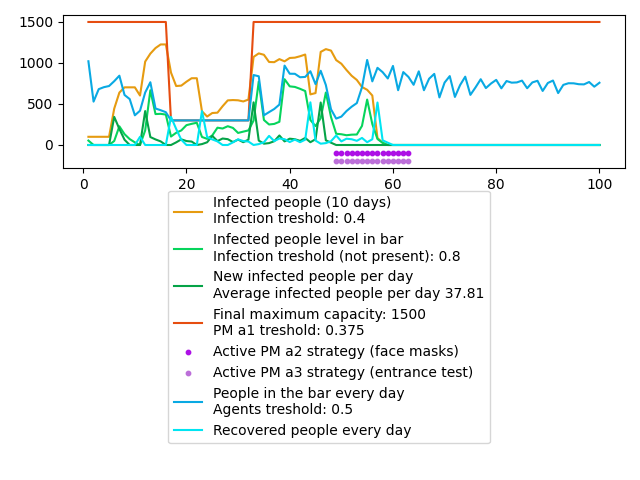 1500
1000
500
0
0 20 40 60 80 100
Infected people (10 days)
Infection treshold: 0.4
Infected people level in bar
Infection treshold (not present): 0.8
New infected people per day
Average infected people per day 37.81
Final maximum capacity: 1500
PM a1 treshold: 0.375
Active PM a2 strategy (face masks)
Active PM a3 strategy (entrance test)
People in the bar every day
Agents treshold: 0.5
Recovered people every day